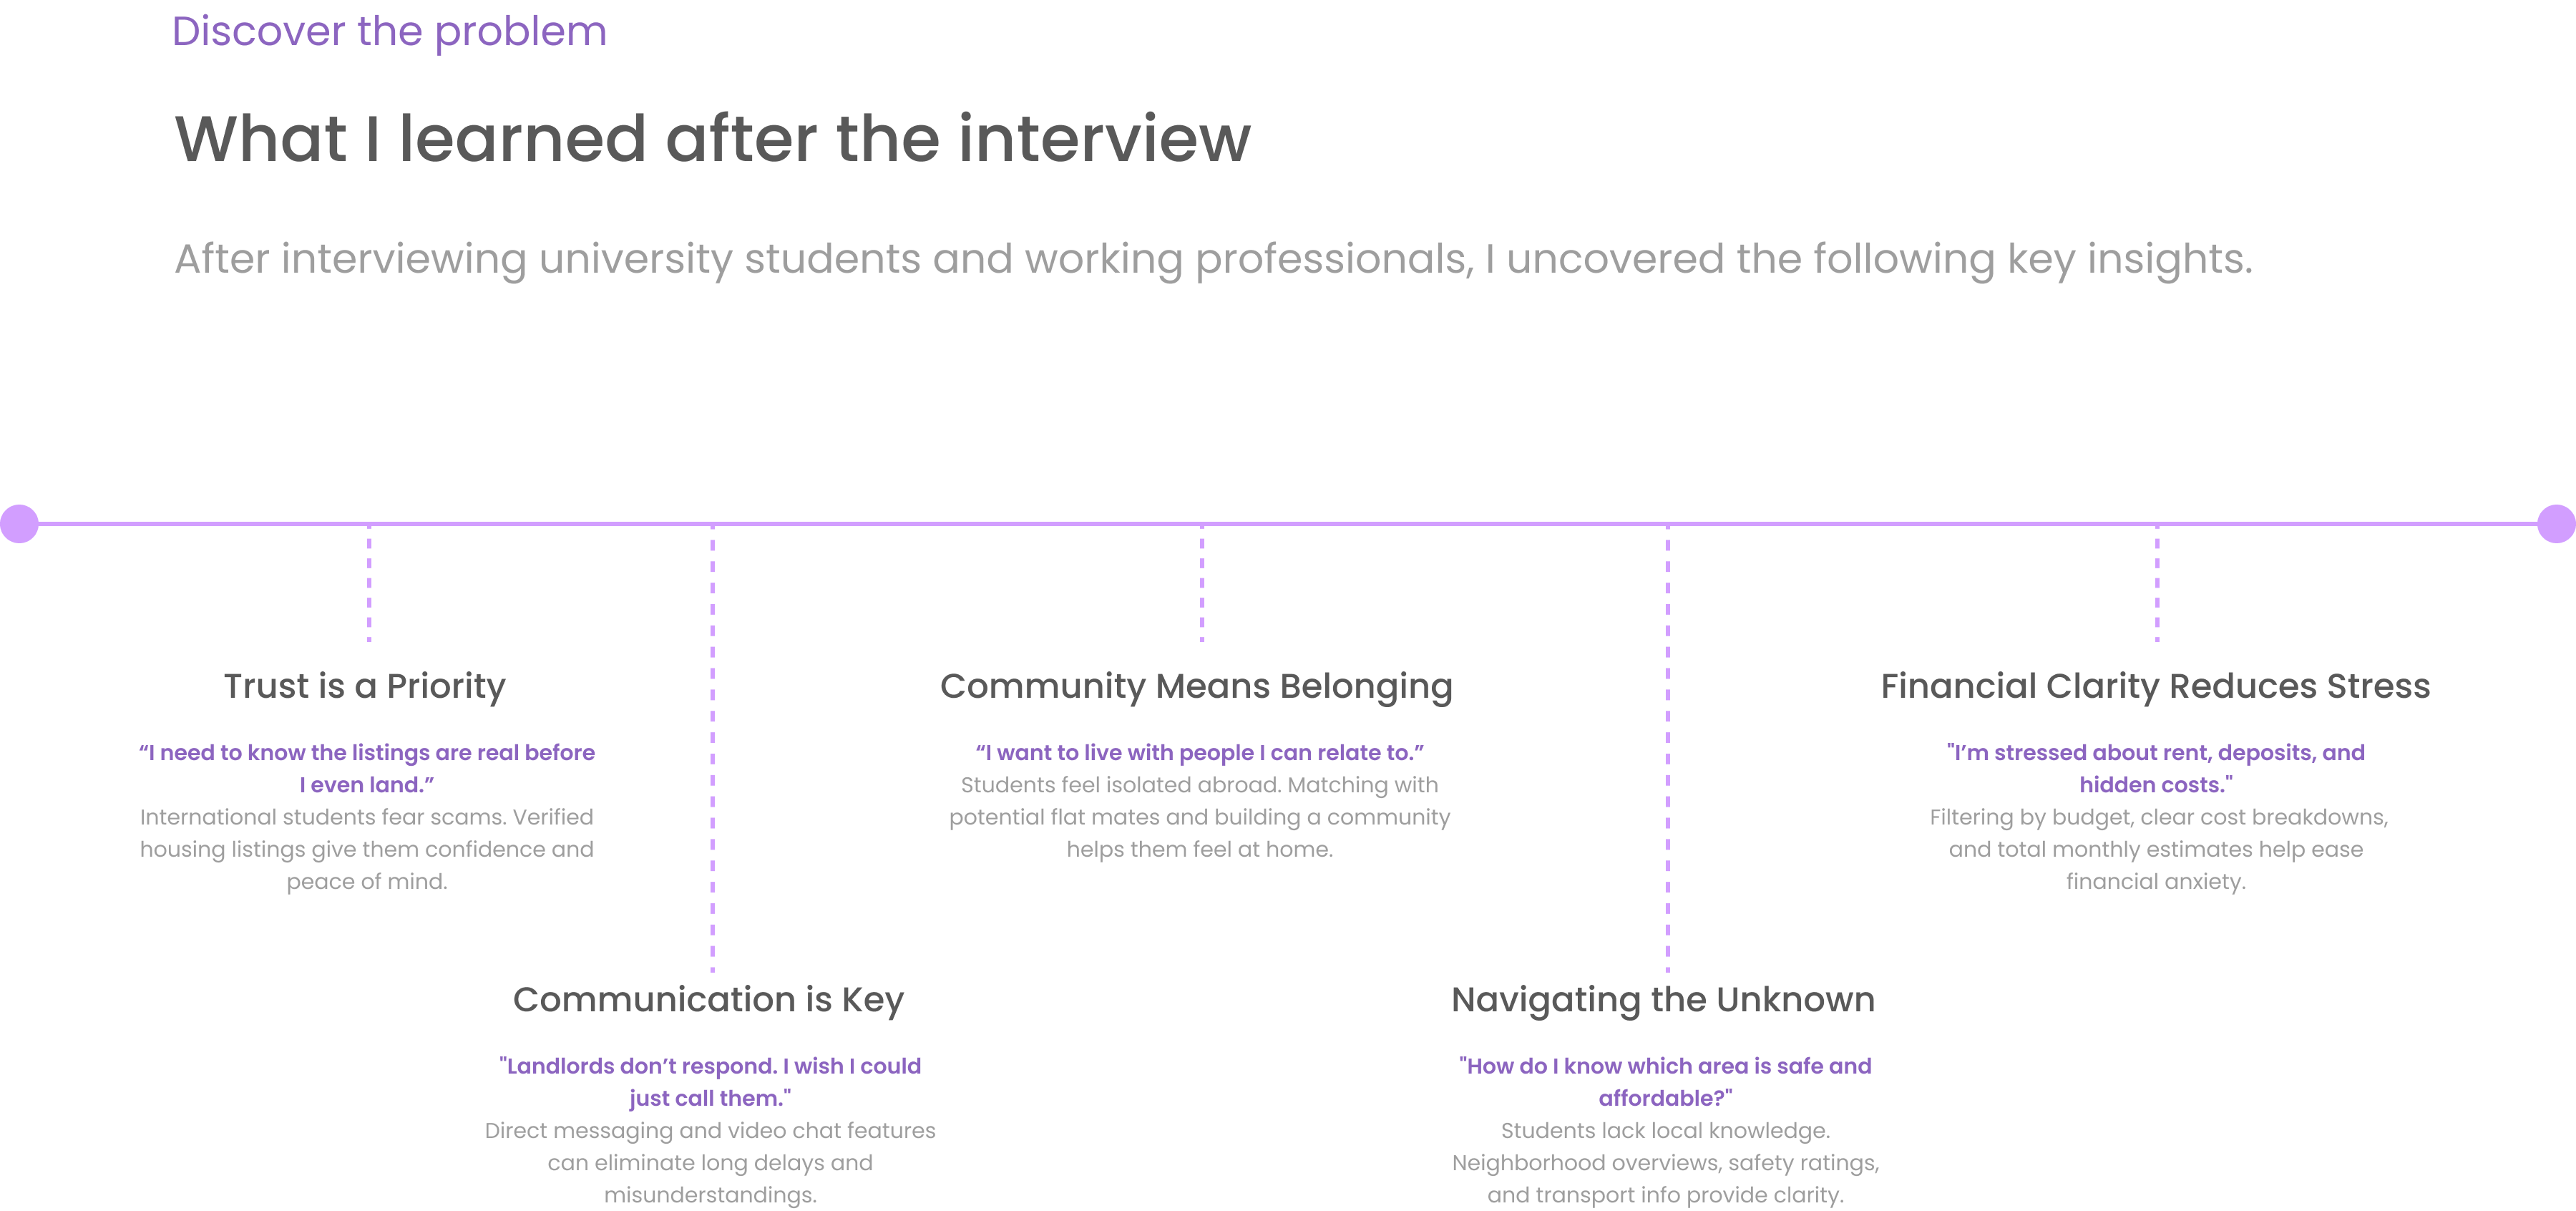 Discover the problem
What I learned after the interview
After interviewing university students and working professionals, I uncovered the following key insights.
Trust is a Priority
“I need to know the listings are real before
I even land.”
International students fear scams. Verified
housing listings give them confidence and
peace of mind.
Communication is Key
"Landlords don’t respond. I wish I could
just call them."
Direct messaging and video chat features
can eliminate long delays and
misunderstandings.
Community Means Belonging
“I want to live with people I can relate to.”
Students feel isolated abroad. Matching with
potential flat mates and building a community
helps them feel at home.
Navigating the Unknown
"How do I know which area is safe and
affordable?"
Students lack local knowledge.
Neighborhood overviews, safety ratings,
and transport info provide clarity.
Financial Clarity Reduces Stress
"I’m stressed about rent, deposits, and
hidden costs."
Filtering by budget, clear cost breakdowns,
and total monthly estimates help ease
financial anxiety.